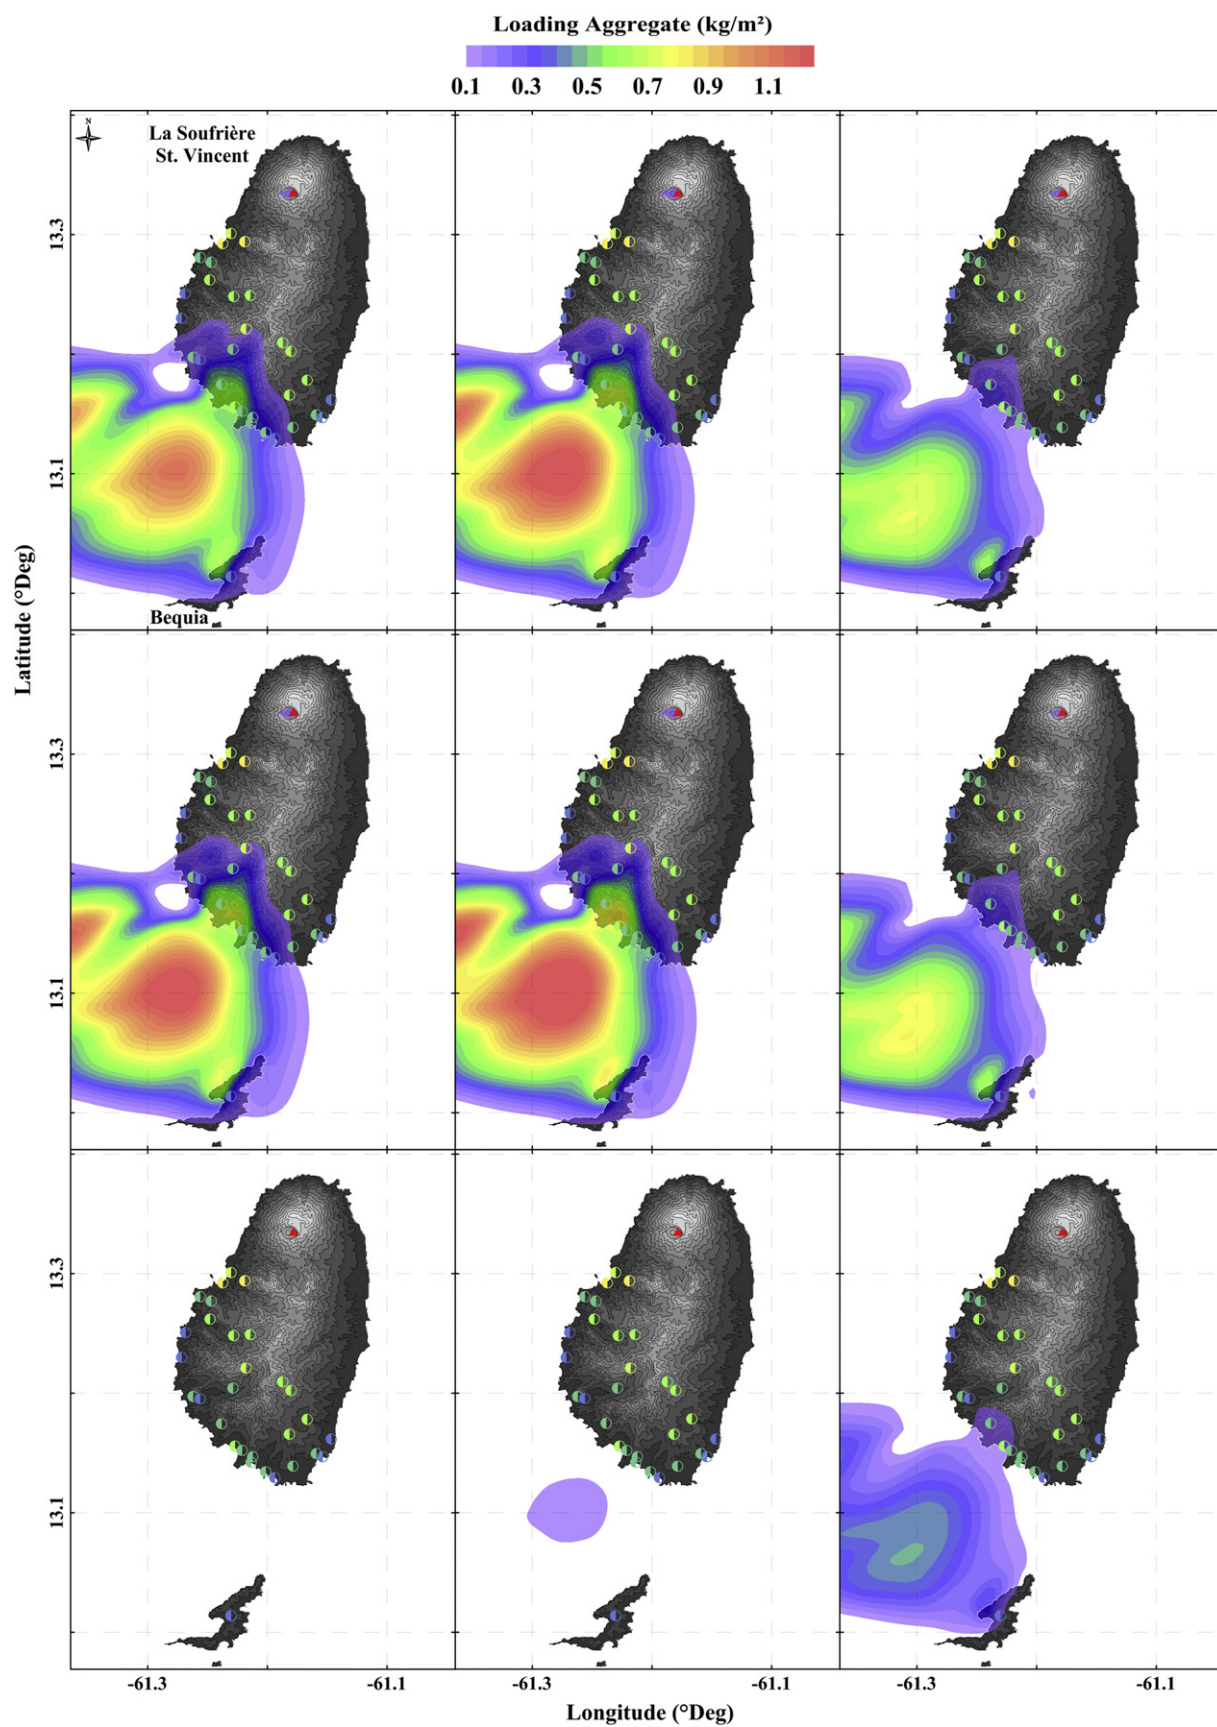 Loading Aggregate (kg/m²)
0.1 0.3 0.5 0.7 0.9 1.1
N
La Soufrière
St. Vincent
13.3
13.1
Bequia
Latitude (°Deg)
13.3
13.1
13.3
13.1
-61.3 -61.1 -61.3 -61.1 -61.3 -61.1
Longitude (°Deg)